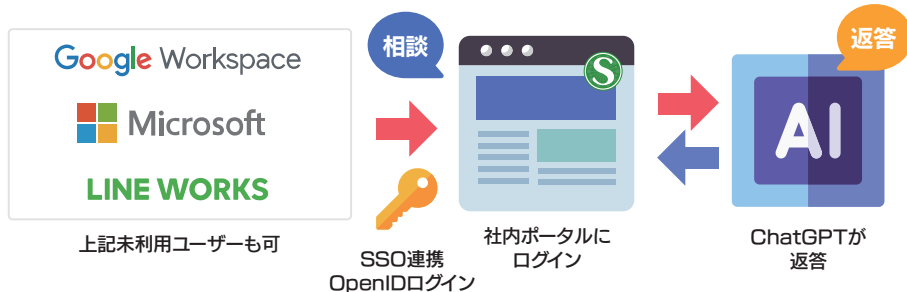 Google Workspace
Microsoft
LINE WORKS
上記未利用ユーザーも可
相談
SSO連携
OpenIDログイン
S
社内ポータルに
ログイン
返答
AI
ChatGPTが
返答